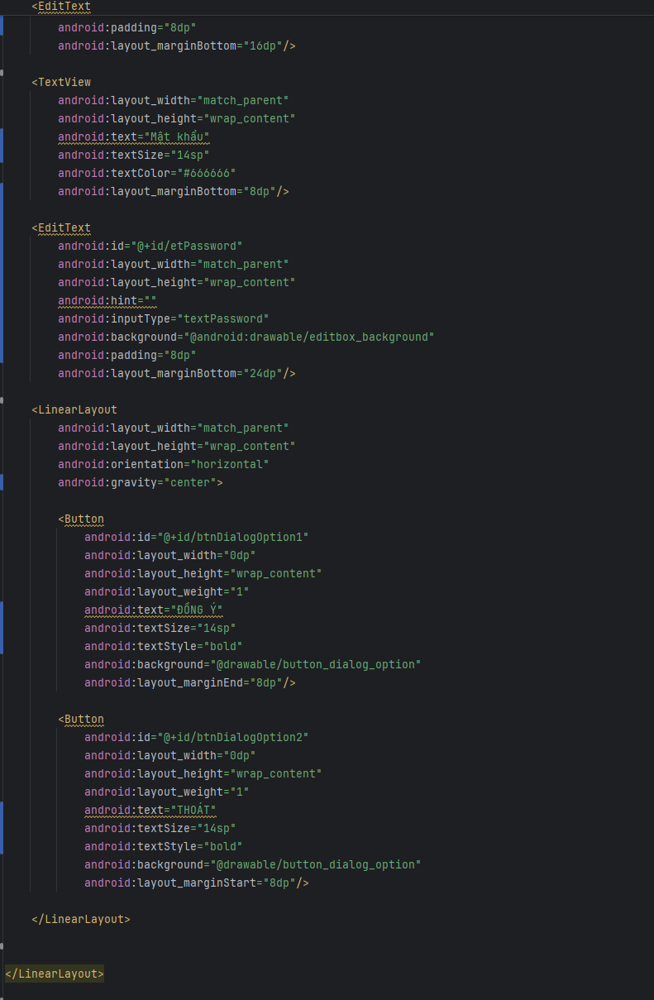 <EditText
android:padding="8dp"
android:layout_marginBottom="16dp"/>
<TextView
android:layout_width="match_parent"
android:layout_height="wrap_content"
android:text="Mật khẩu"
android:textSize="14sp"
android:textColor="#666666"
android:layout_marginBottom="8dp"/>
<EditText
android:id="@+id/etPassword"
android:layout_width="match_parent"
android:layout_height="wrap_content"
android:hint=""
android:inputType="textPassword"
android:background="@android:drawable/editbox_background"
android:padding="8dp"
android:layout_marginBottom="24dp"/>
<LinearLayout
android:layout_width="match_parent"
android:layout_height="wrap_content"
android:orientation="horizontal"
android:gravity="center">
<Button
android:id="@+id/btnDialogOption1"
android:layout_width="0dp"
android:layout_height="wrap_content"
android:layout_weight="1"
android:text="ĐỒNG Ý"
android:textSize="14sp"
android:textStyle="bold"
android:background="@drawable/button_dialog_option"
android:layout_marginEnd="8dp"/>
<Button
android:id="@+id/btnDialogOption2"
android:layout_width="0dp"
android:layout_height="wrap_content"
android:layout_weight="1"
android:text="THOÁT"
android:textSize="14sp"
android:textStyle="bold"
android:background="@drawable/button_dialog_option"
android:layout_marginStart="8dp"/>
</LinearLayout>
</LinearLayout>